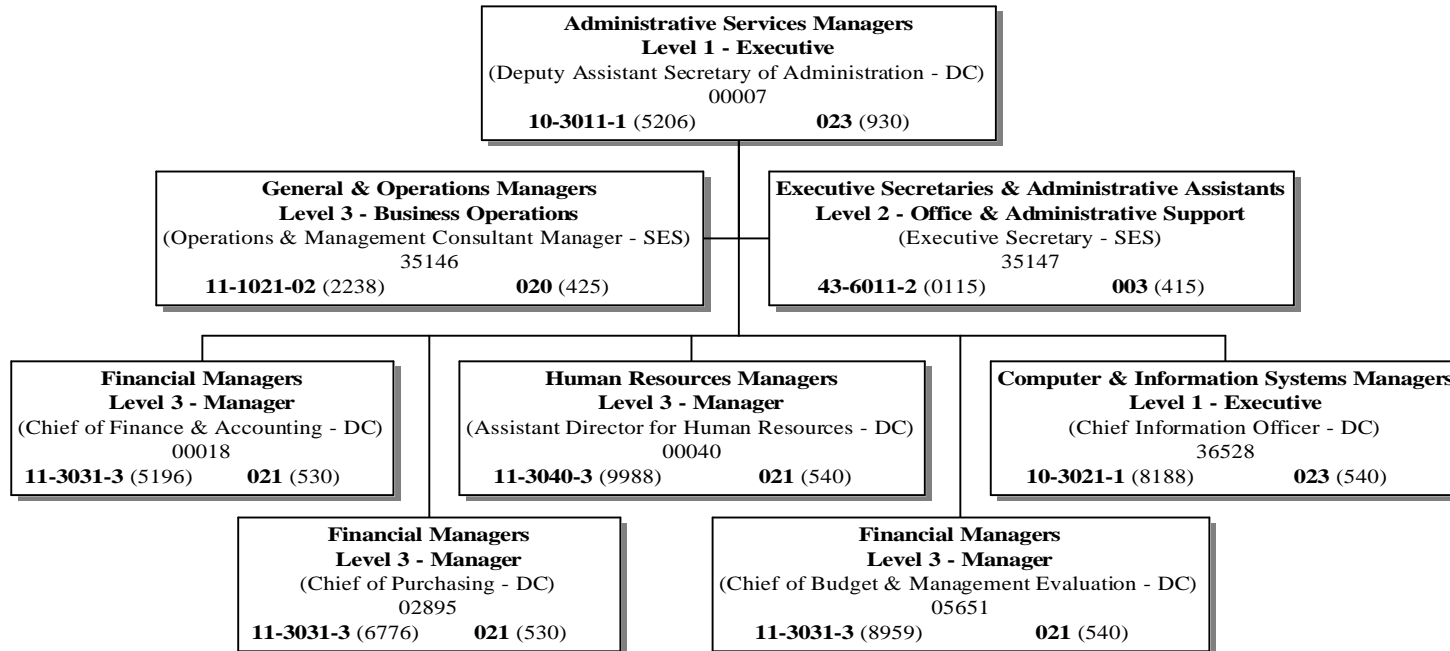 Administrative Services Managers
Level 1 - Executive
(Deputy Assistant Secretary of Administration - DC)
00007
10-3011-1 (5206) 023 (930)
General & Operations Managers
Level 3 - Business Operations
(Operations & Management Consultant Manager - SES)
35146
11-1021-02 (2238) 020 (425)
Executive Secretaries & Administrative Assistants
Level 2 - Office & Administrative Support
(Executive Secretary - SES)
35147
43-6011-2 (0115) 003 (415)
Financial Managers
Level 3 - Manager
(Chief of Finance & Accounting - DC)
00018
11-3031-3 (5196) 021 (530)
Human Resources Managers
Level 3 - Manager
(Assistant Director for Human Resources - DC)
00040
11-3040-3 (9988) 021 (540)
Computer & Information Systems Managers
Level 1 - Executive
(Chief Information Officer - DC)
36528
10-3021-1 (8188) 023 (540)
Financial Managers
Level 3 - Manager
(Chief of Purchasing - DC)
02895
11-3031-3 (6776) 021 (530)
Financial Managers
Level 3 - Manager
(Chief of Budget & Management Evaluation - DC)
05651
11-3031-3 (8959) 021 (540)